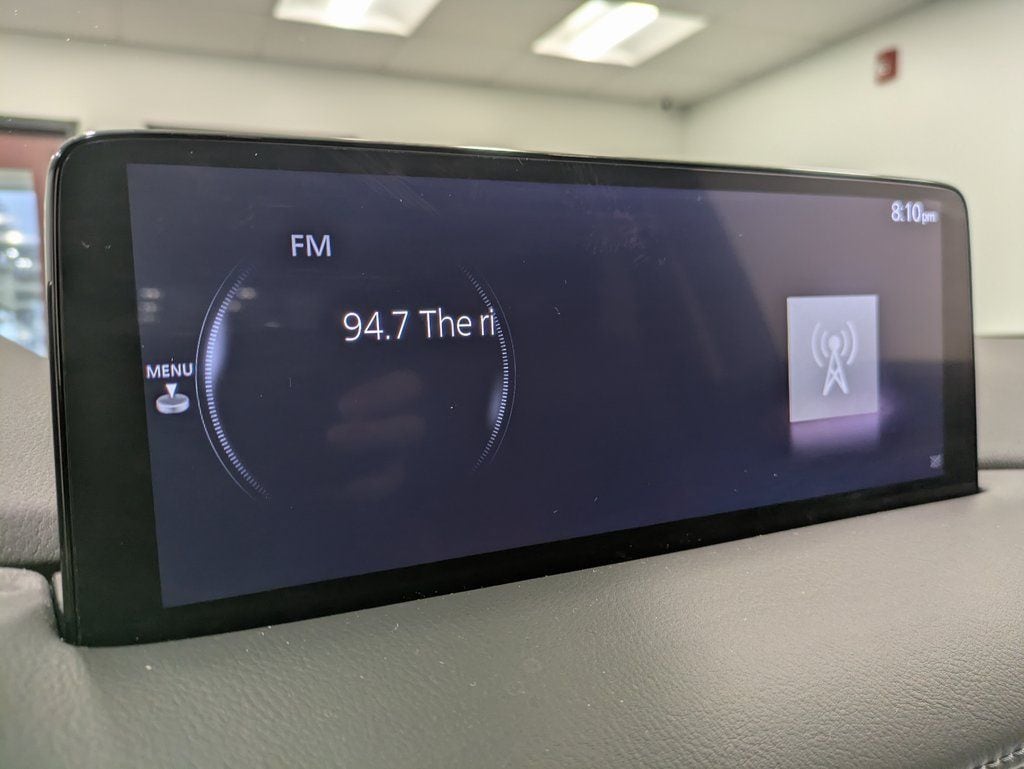 8:10pm
FM
94.7 The ri
MENU